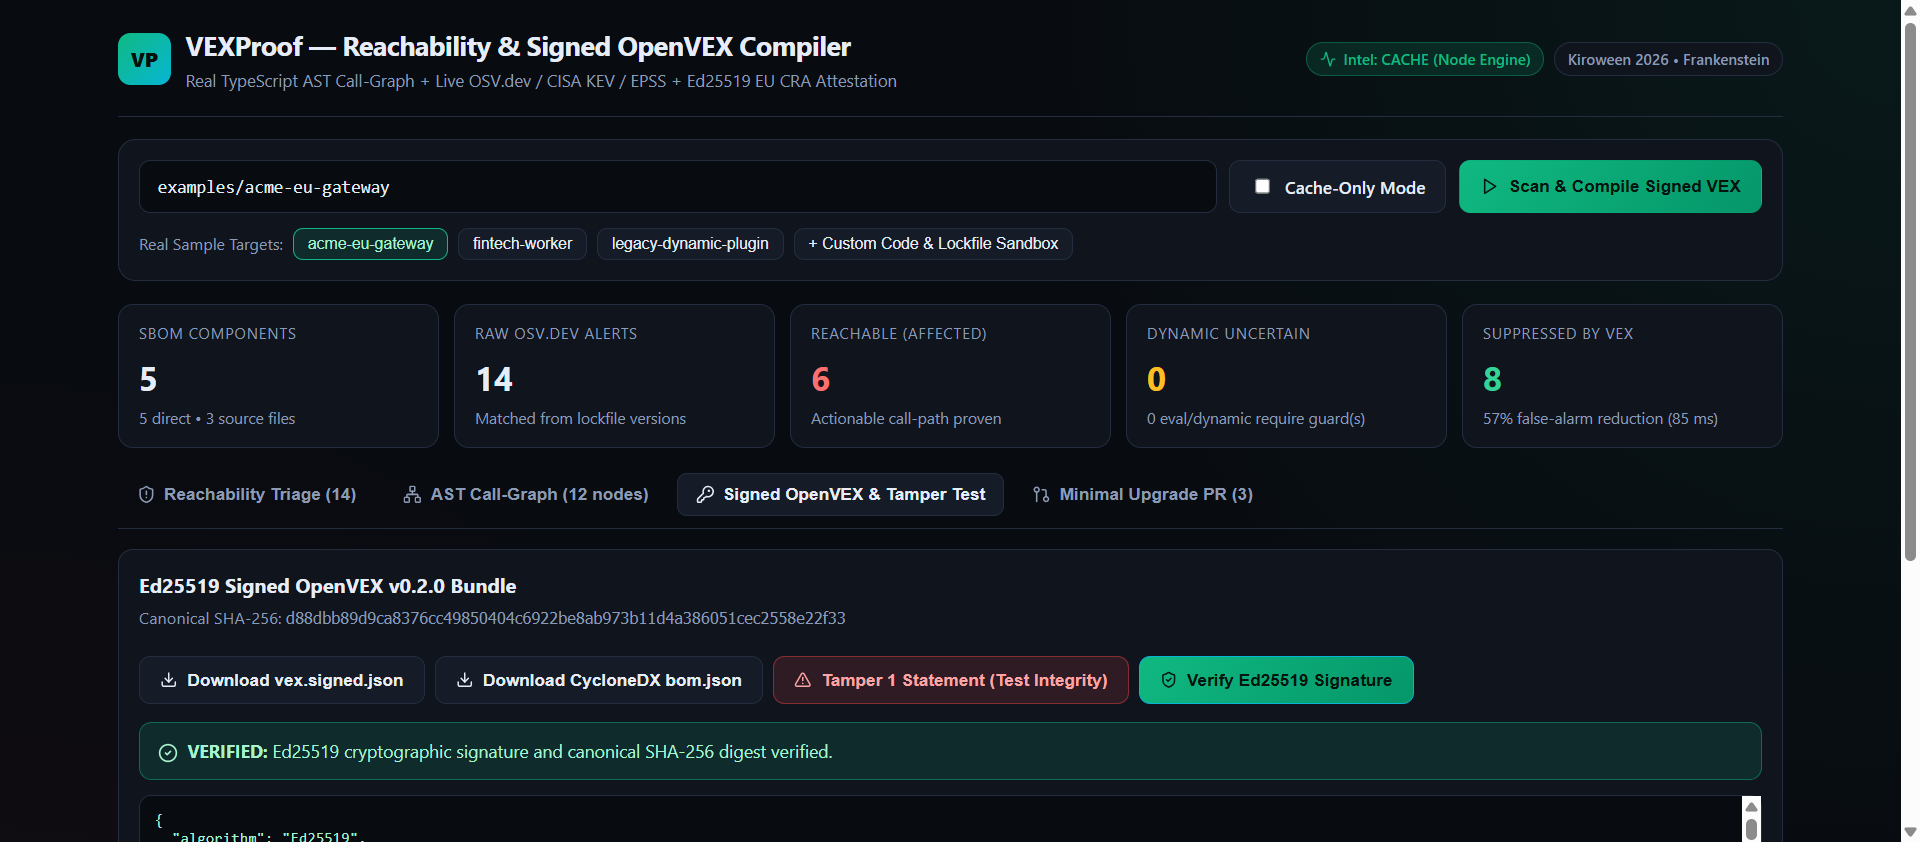 VP
VEXProof — Reachability & Signed OpenVEX Compiler
Real TypeScript AST Call-Graph + Live OSV.dev / CISA KEV / EPSS + Ed25519 EU CRA Attestation
Intel: CACHE (Node Engine)
Kiroween 2026 • Frankenstein
examples/acme-eu-gateway
Cache-Only Mode
Scan & Compile Signed VEX
Real Sample Targets:
acme-eu-gateway
fintech-worker
legacy-dynamic-plugin
+ Custom Code & Lockfile Sandbox
SBOM COMPONENTS
5
5 direct • 3 source files
RAW OSV.DEV ALERTS
14
Matched from lockfile versions
REACHABLE (AFFECTED)
6
Actionable call-path proven
DYNAMIC UNCERTAIN
0
0 eval/dynamic require guard(s)
SUPPRESSED BY VEX
8
57% false-alarm reduction (85 ms)
Reachability Triage (14)
AST Call-Graph (12 nodes)
Signed OpenVEX & Tamper Test
Minimal Upgrade PR (3)
Ed25519 Signed OpenVEX v0.2.0 Bundle
Canonical SHA-256: d88dbb89d9ca8376cc49850404c6922be8ab973b11d4a386051cec2558e22f33
Download vex.signed.json
Download CycloneDX bom.json
Tamper 1 Statement (Test Integrity)
Verify Ed25519 Signature
VERIFIED: Ed25519 cryptographic signature and canonical SHA-256 digest verified.
{
"algorithm": "Ed25519",